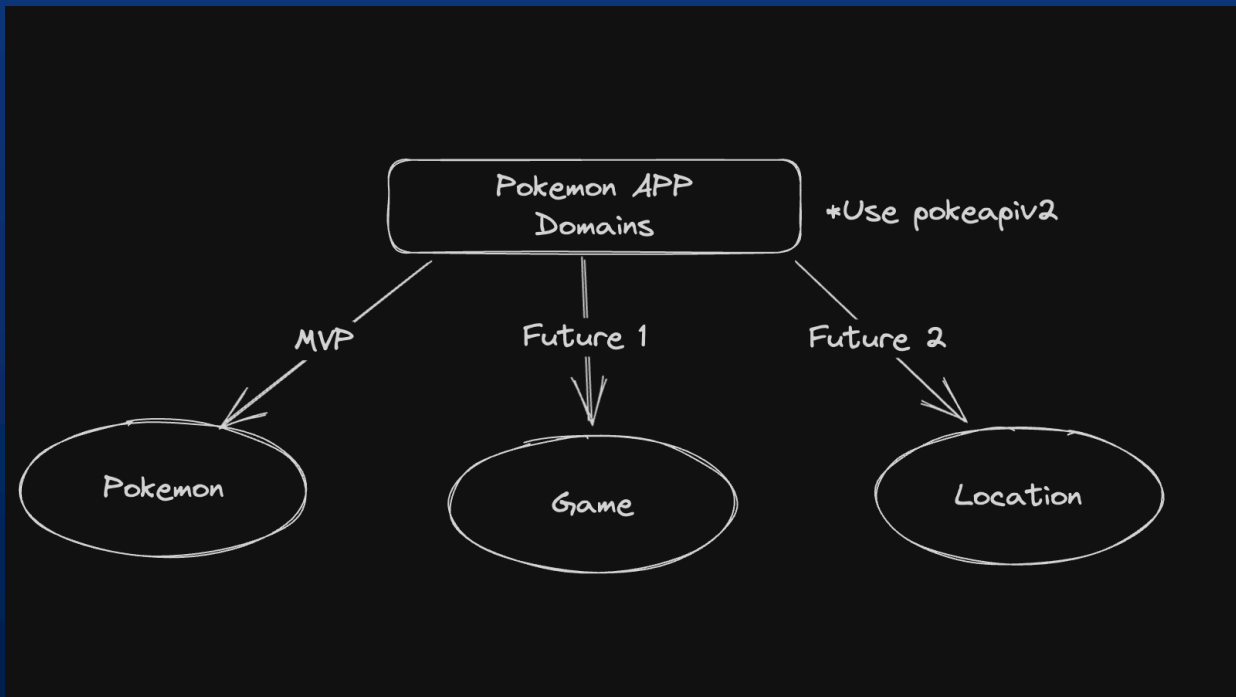 Pokemon APP
Domains
*Use pokeapiv2
MVP
Future 1
Future 2
Pokemon
Game
Location